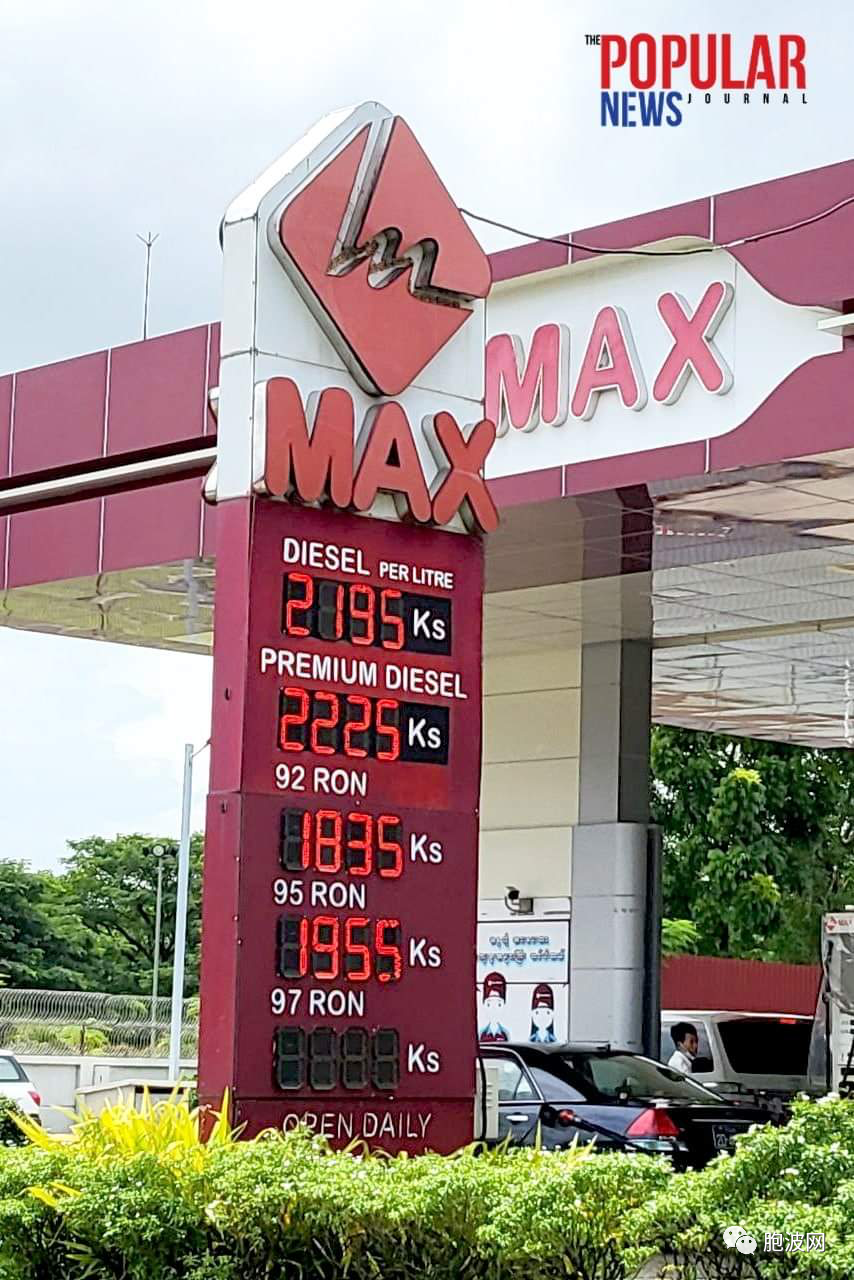 THE POPULAR
NEWS JOURNAL
MAX
MAX
DIESEL PER LITRE
2195 Ks
PREMIUM DIESEL
2225 Ks
92 RON
1835 Ks
95 RON
1955 Ks
97 RON
Ks
OPEN DAILY
胞波网